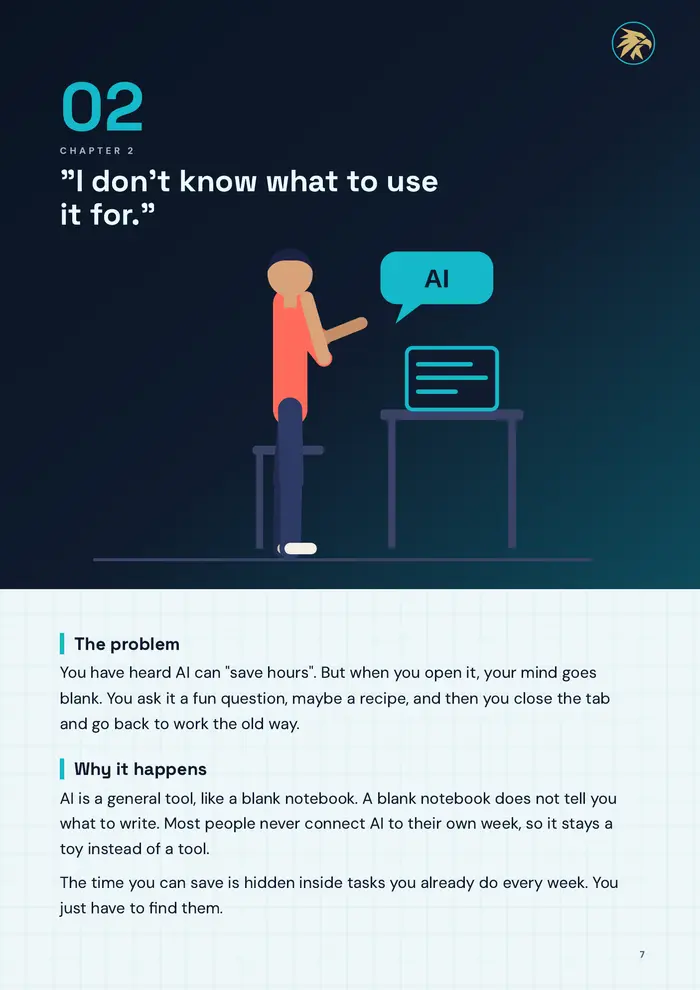 02
CHAPTER 2
”I don’t know what to use
it for.”
AI
The problem
You have heard AI can "save hours". But when you open it, your mind goes
blank. You ask it a fun question, maybe a recipe, and then you close the tab
and go back to work the old way.
Why it happens
AI is a general tool, like a blank notebook. A blank notebook does not tell you
what to write. Most people never connect AI to their own week, so it stays a
toy instead of a tool.
The time you can save is hidden inside tasks you already do every week. You
just have to find them.
7